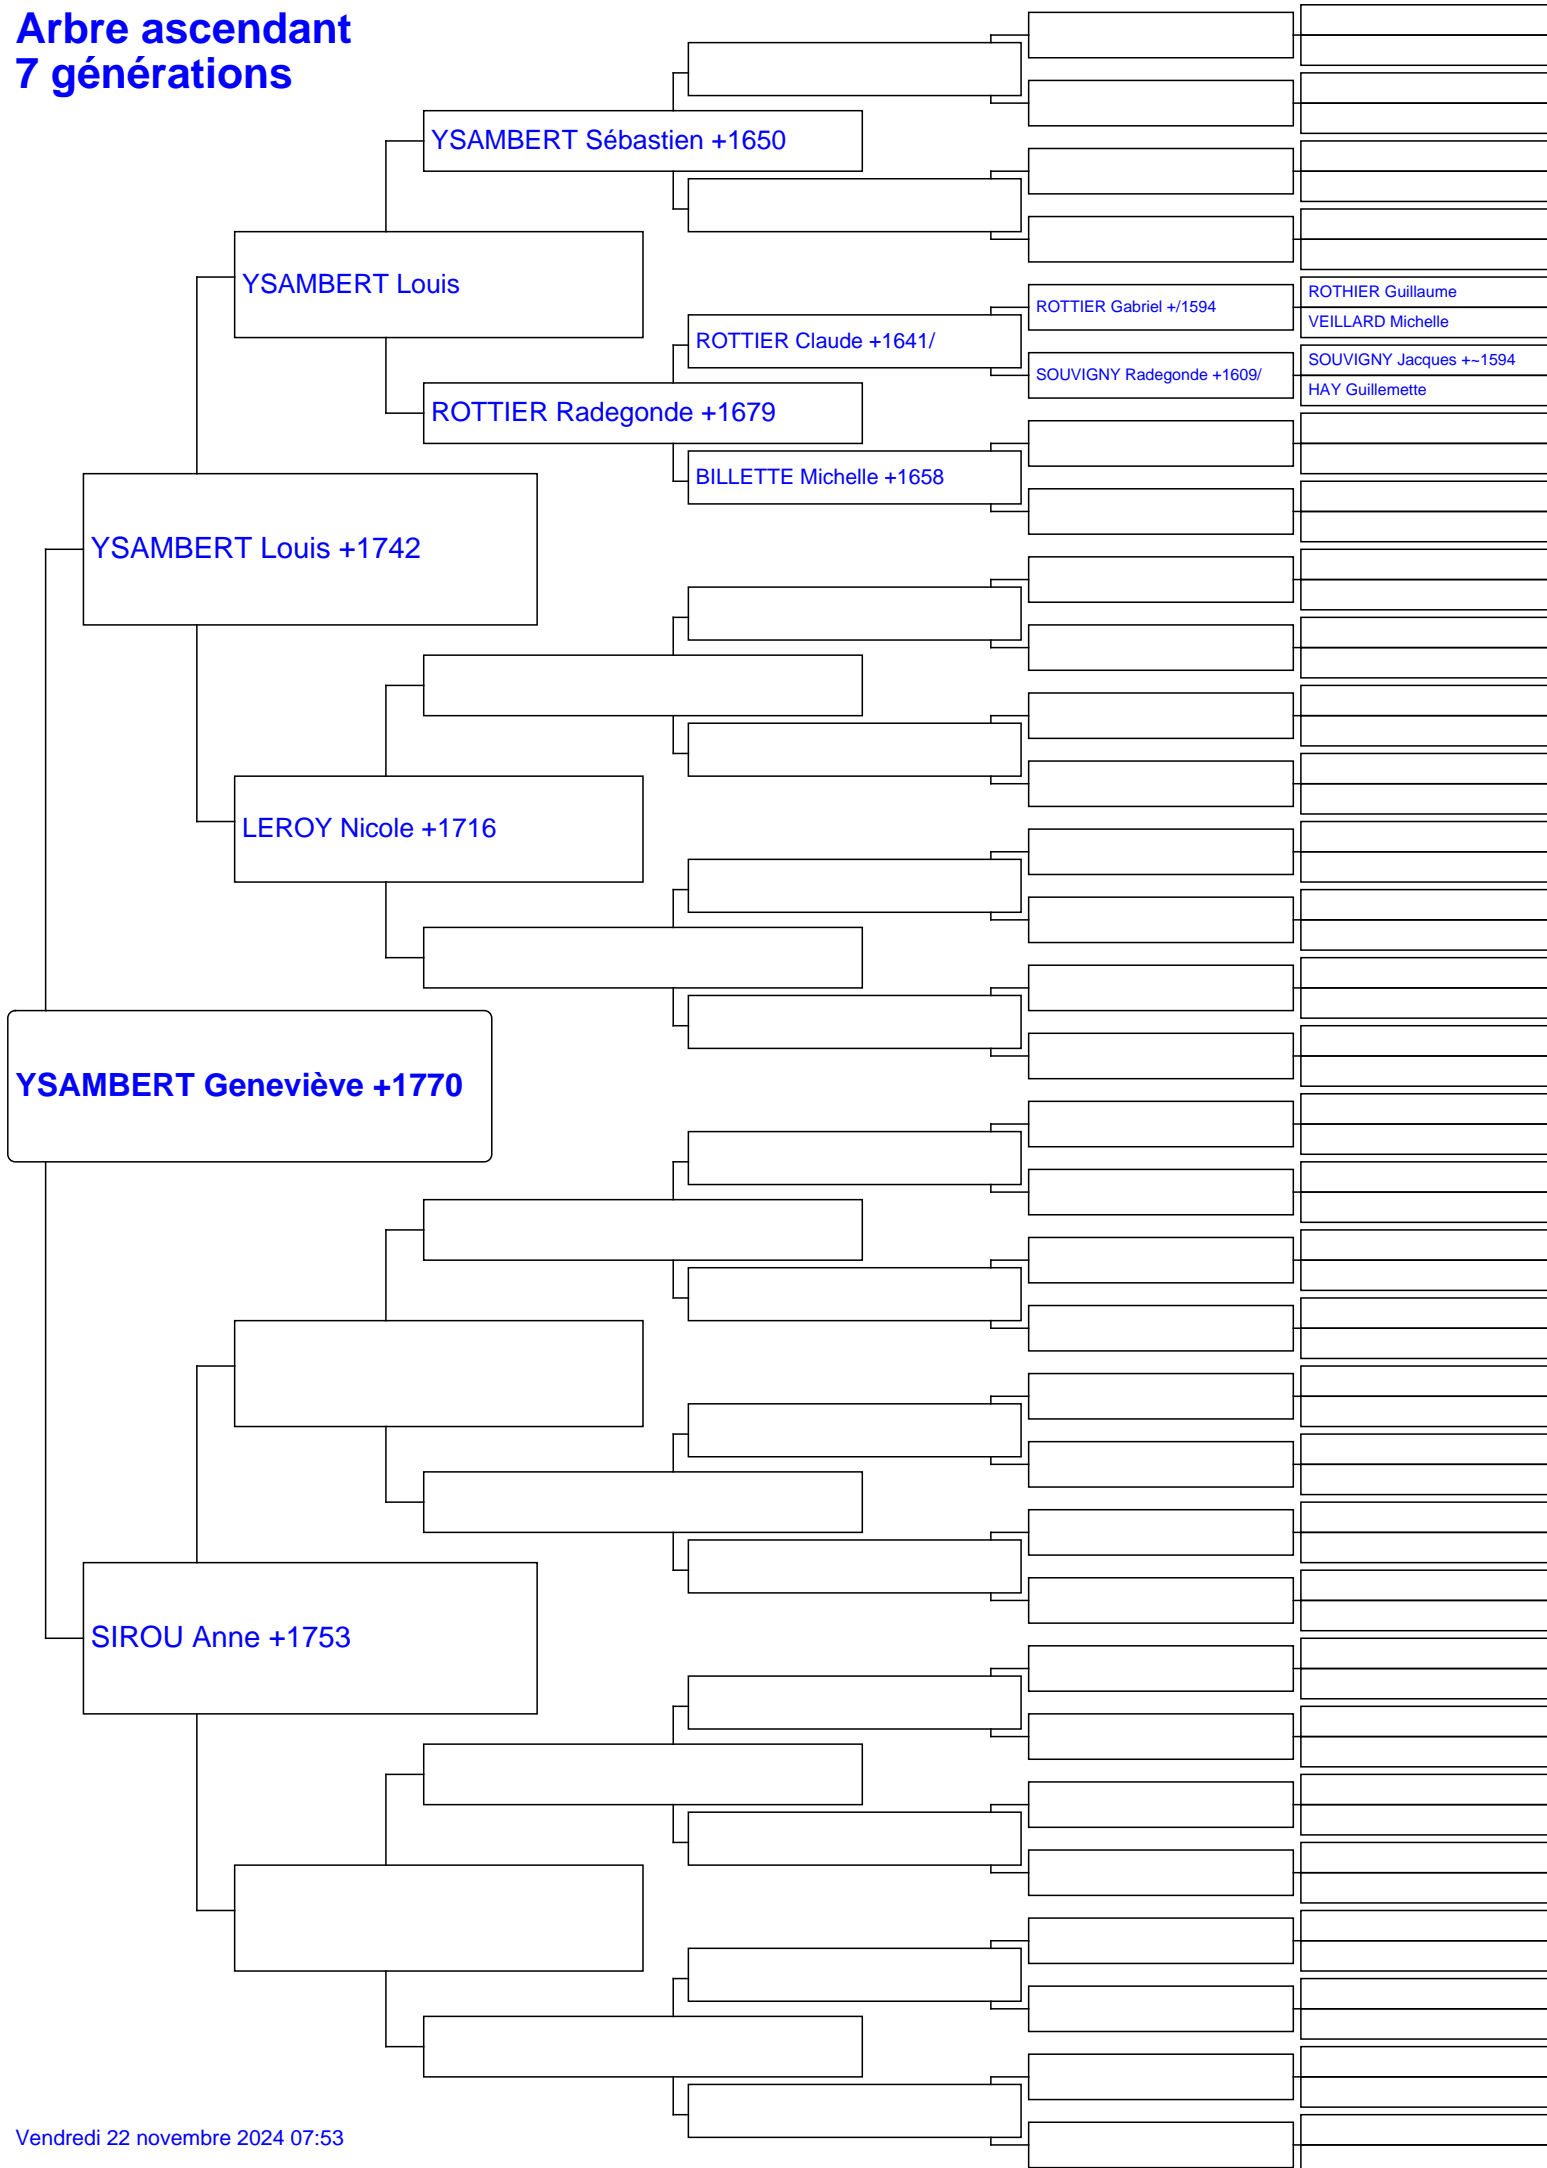 Arbre ascendant
7 générations
YSAMBERT Sébastien +1650
YSAMBERT Louis
ROTTIER Gabriel +/1594
ROTHIER Guillaume
VEILLARD Michelle
ROTTIER Claude +1641/
SOUVIGNY Radegonde +1609/
SOUVIGNY Jacques +~1594
HAY Guillemette
ROTTIER Radegonde +1679
BILLETTE Michelle +1658
YSAMBERT Louis +1742
LEROY Nicole +1716
YSAMBERT Geneviève +1770
SIROU Anne +1753
Vendredi 22 novembre 2024 07:53